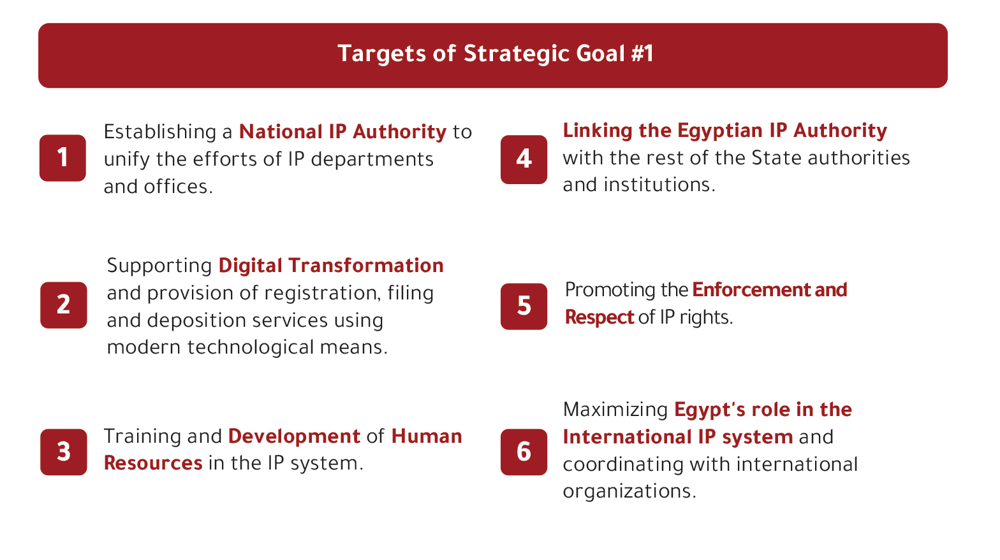 Targets of Strategic Goal #1
1
Establishing a National IP Authority to
unify the efforts of IP departments
and offices.
2
Supporting Digital Transformation
and provision of registration, filing
and deposition services using
modern technological means.
3
Training and Development of Human
Resources in the IP system.
4
Linking the Egyptian IP Authority
with the rest of the State authorities
and institutions.
5
Promoting the Enforcement and
Respect of IP rights.
6
Maximizing Egypt's role in the
International IP system and
coordinating with international
organizations.